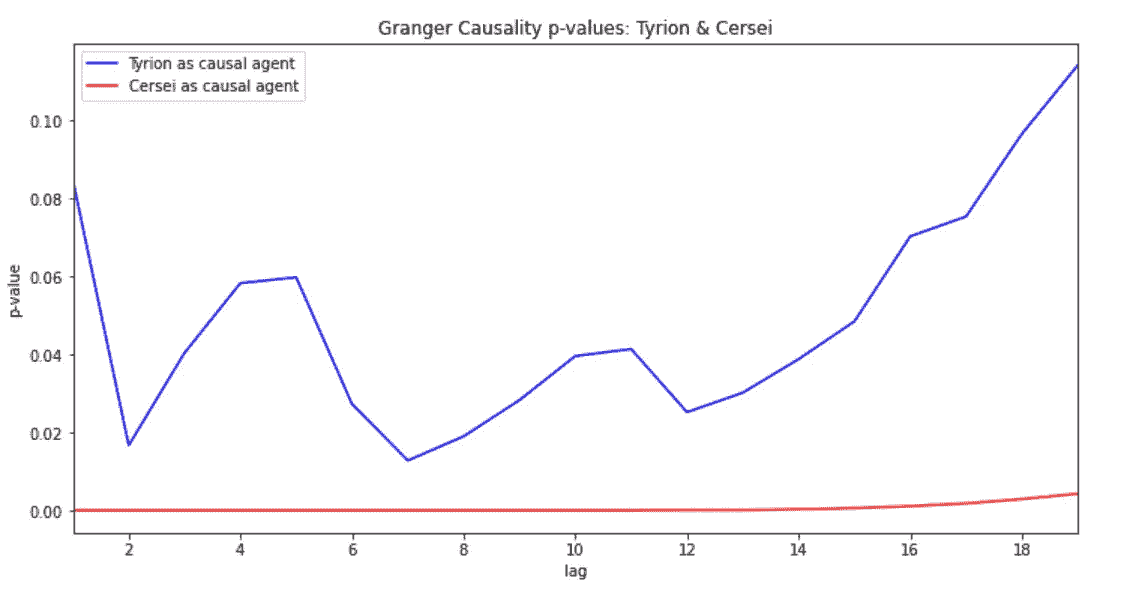 Granger Causality p-values: Tyrion & Cersei
Tyrion as causal agent
Cersei as causal agent
0.10
0.08
0.06
0.04
0.02
0.00
p-value
2 4 6 8 10 12 14 16 18
lag